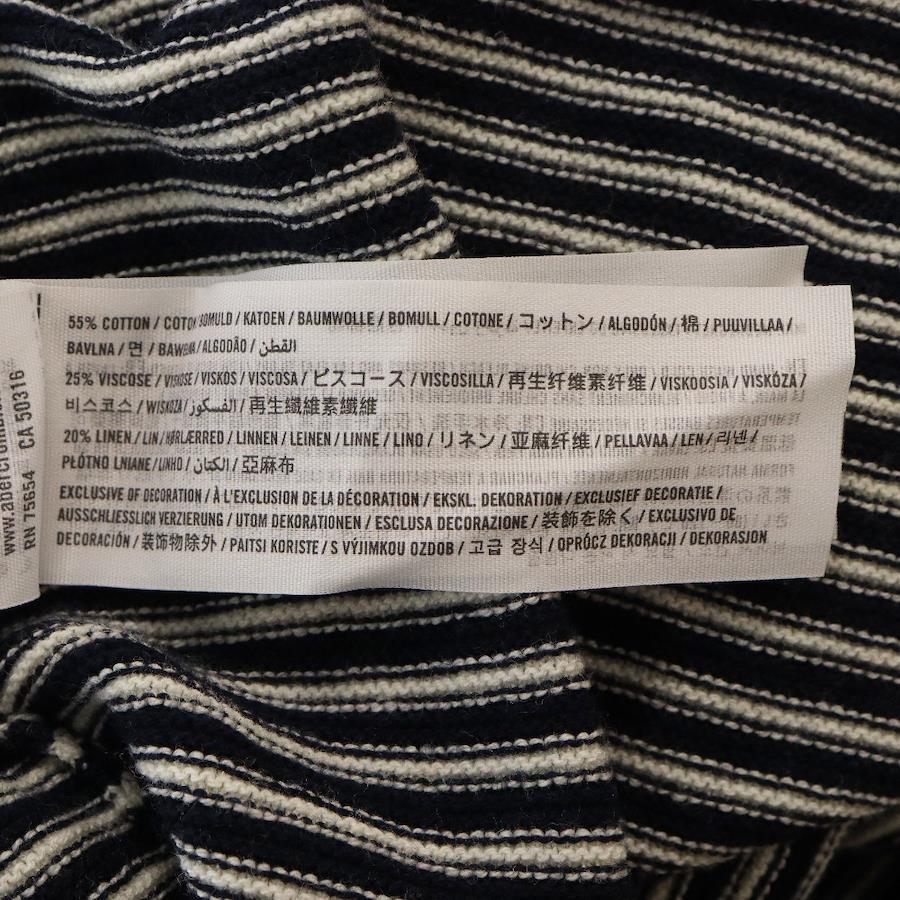 55% COTTON / COTON / BOMULD / KATOEN / BAUMWOLLE / BOMULL / COTONE / コットン / ALGODÓN / 棉 / PUUVILLAA /
BAVLNA / 면 / BAWEŁNA / ALGODÃO / القطن
25% VISCOSE / VISKOSE / VISKOS / VISCOSA / ビスコース / VISCOSILLA / 再生纤维素纤维 / VISKOOSIA / VISKÓZA /
비스코스 / WISKOZA / الفسكوز / 再生纖維素纖維
20% LINEN / LIN / HØRLÆRRED / LINNEN / LEINEN / LINNE / LINO / リネン / 亚麻纤维 / PELLAVAA / LEN / 리넨 /
PŁÓTNO LNIANE / LINHO / الكتان / 亞麻布
EXCLUSIVE OF DECORATION / À L'EXCLUSION DE LA DÉCORATION / EKSKL. DEKORATION / EXCLUSIEF DECORATIE /
AUSSCHLIESSLICH VERZIERUNG / UTOM DEKORATIONEN / ESCLUSA DECORAZIONE / 装飾を除く / EXCLUSIVO DE
DECORACIÓN / 装饰物除外 / PAITSI KORISTE / S VÝJIMKOU OZDOB / 고급 장식 / OPRÓCZ DEKORACJI / DEKORASJON
RN 75654 CA 50316